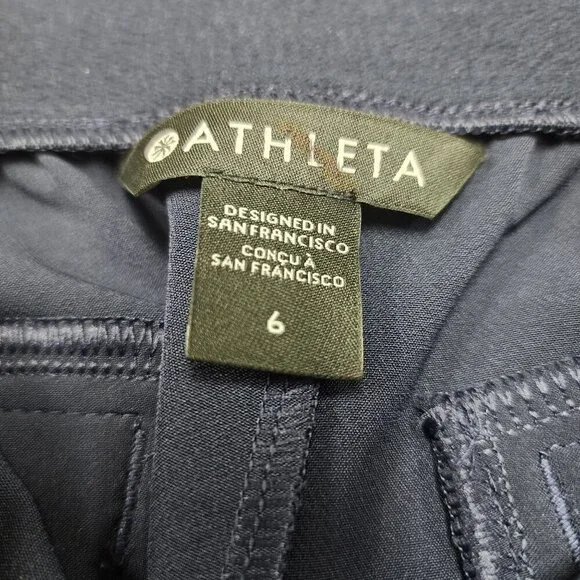 ATHLETA
DESIGNED IN
SAN FRANCISCO
CONÇU À
SAN FRANCISCO
6